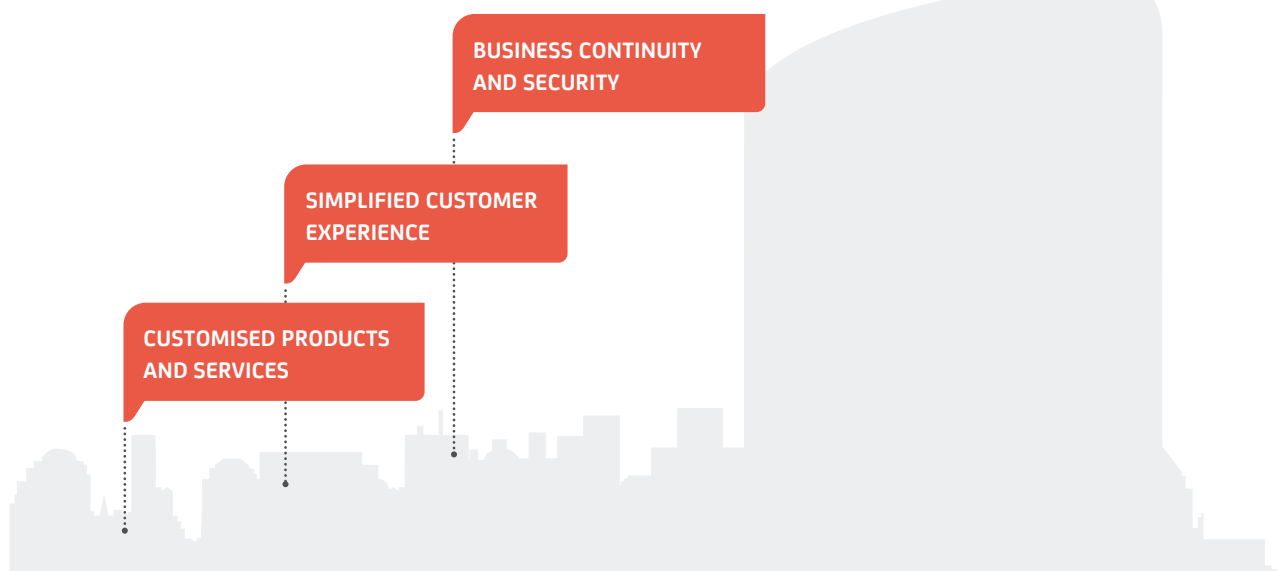 BUSINESS CONTINUITY
AND SECURITY
SIMPLIFIED CUSTOMER
EXPERIENCE
CUSTOMISED PRODUCTS
AND SERVICES